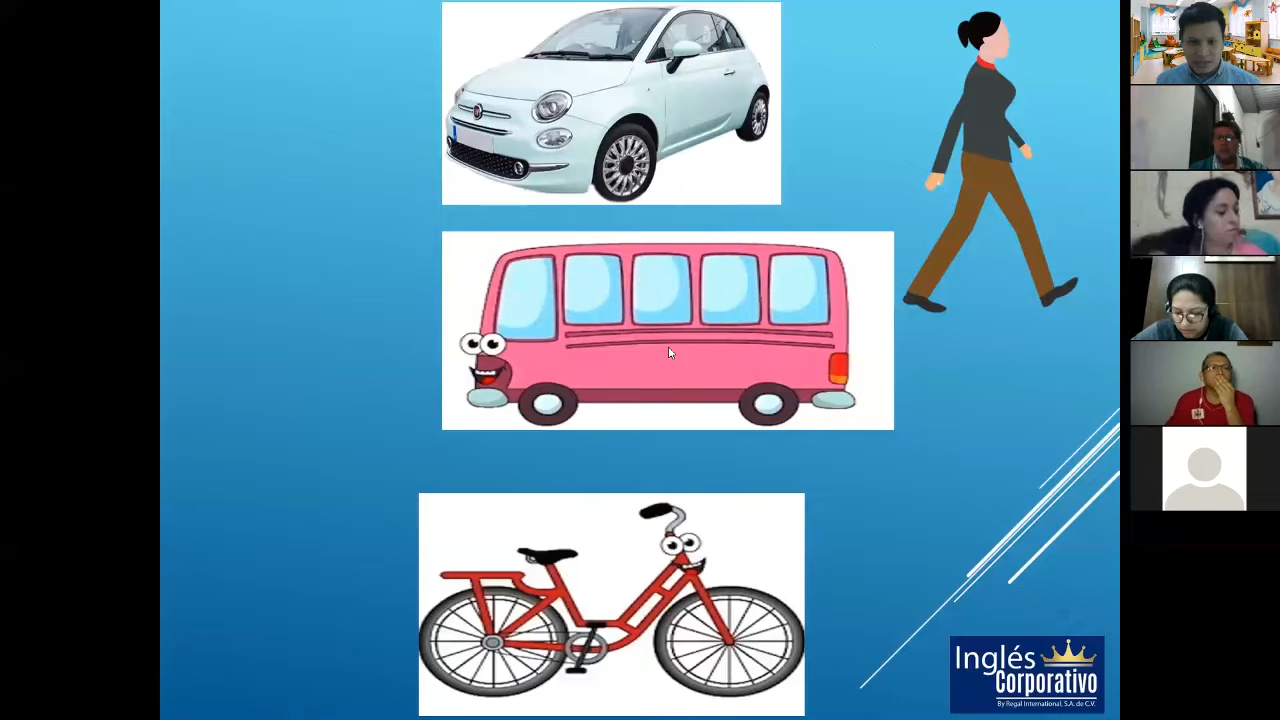 Inglés
Corporativo
By Regal International, S.A. de C.V.